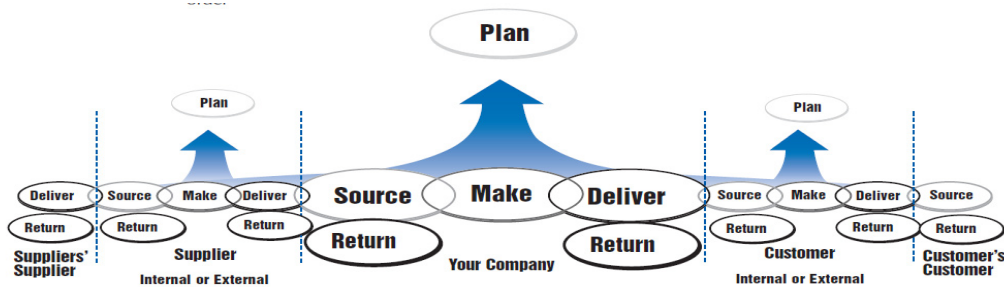 Plan
Plan
Plan
Deliver Source Make Deliver Source Make Deliver Source Make Deliver Source
Return Return Return Return Return Return Return Return
Suppliers' Supplier Your Company Customer Customer's
Supplier Customer
Internal or External Internal or External